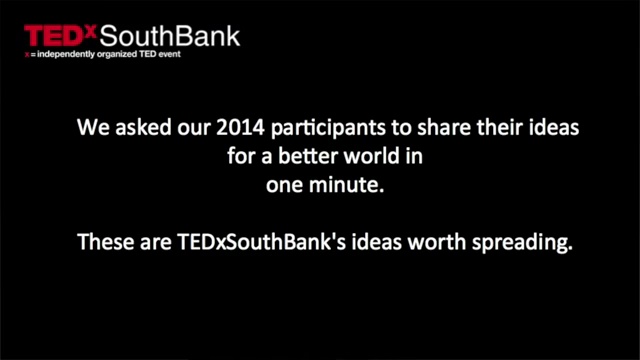 TEDxSouthBank
x = independently organized TED event
We asked our 2014 participants to share their ideas
for a better world in
one minute.
These are TEDxSouthBank's ideas worth spreading.